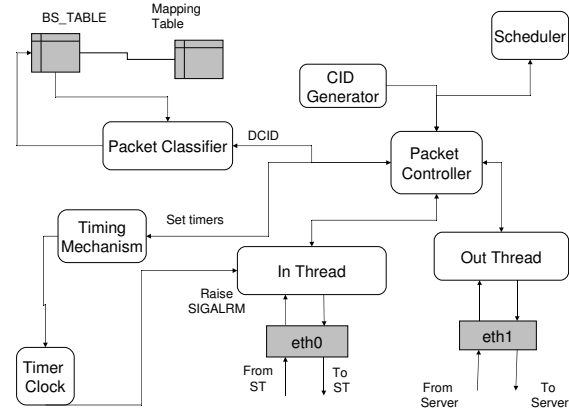 BS_TABLE
Mapping
Table
Scheduler
CID
Generator
Packet Classifier
DCID
Packet
Controller
Timing
Mechanism
Set timers
In Thread
Out Thread
Raise
SIGALRM
eth0
eth1
Timer
Clock
From
ST
To
ST
From
Server
To
Server